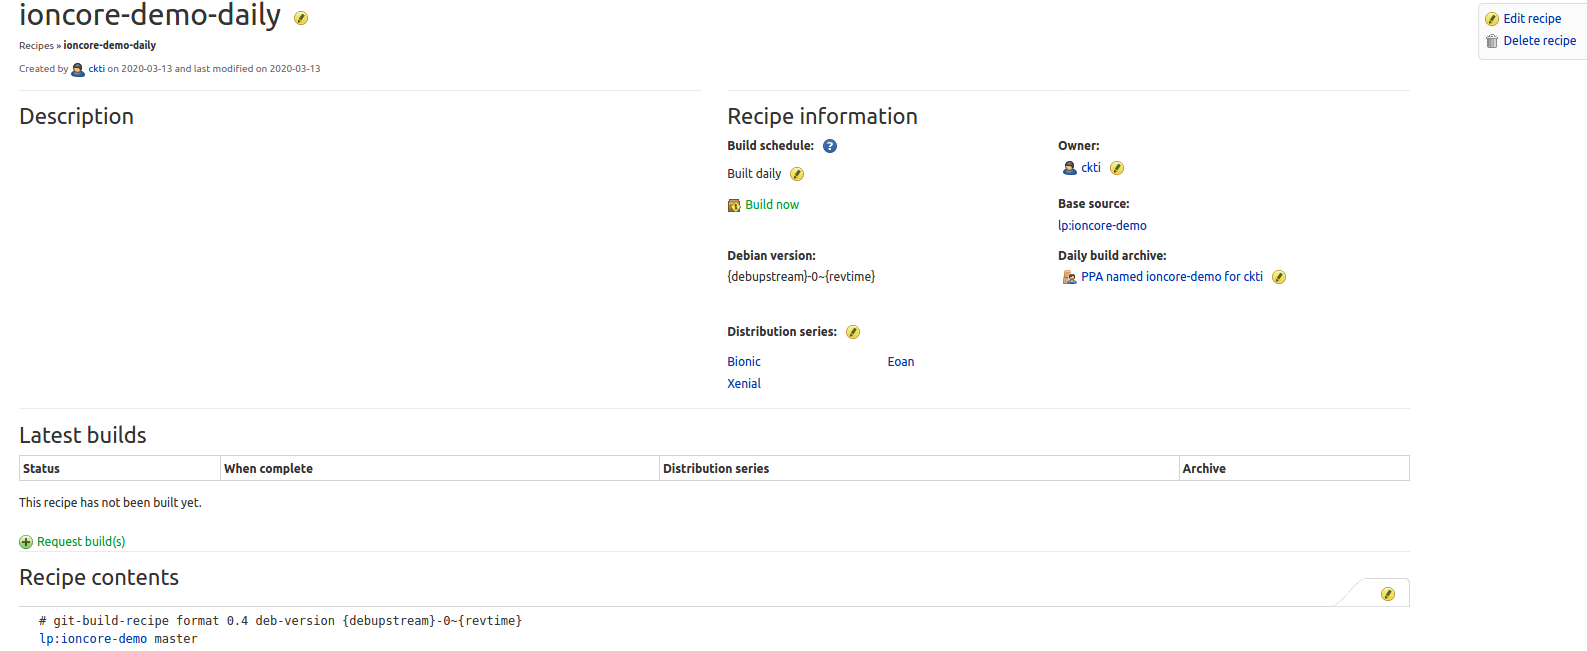 ioncore-demo-daily
Recipes » ioncore-demo-daily
Created by ckti on 2020-03-13 and last modified on 2020-03-13
Edit recipe
Delete recipe
Description
Recipe information
Build schedule: ?
Built daily
Build now
Owner:
ckti
Base source:
lp:ioncore-demo
Debian version:
{debupstream}-0~{revtime}
Daily build archive:
PPA named ioncore-demo for ckti
Distribution series:
Bionic Eoan
Xenial
Latest builds
Status When complete Distribution series Archive
This recipe has not been built yet.
Request build(s)
Recipe contents
# git-build-recipe format 0.4 deb-version {debupstream}-0~{revtime}
lp:ioncore-demo master